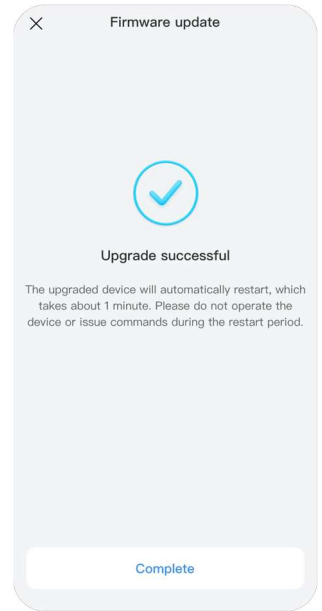 Firmware update
Upgrade successful
The upgraded device will automatically restart, which
takes about 1 minute. Please do not operate the
device or issue commands during the restart period.
Complete